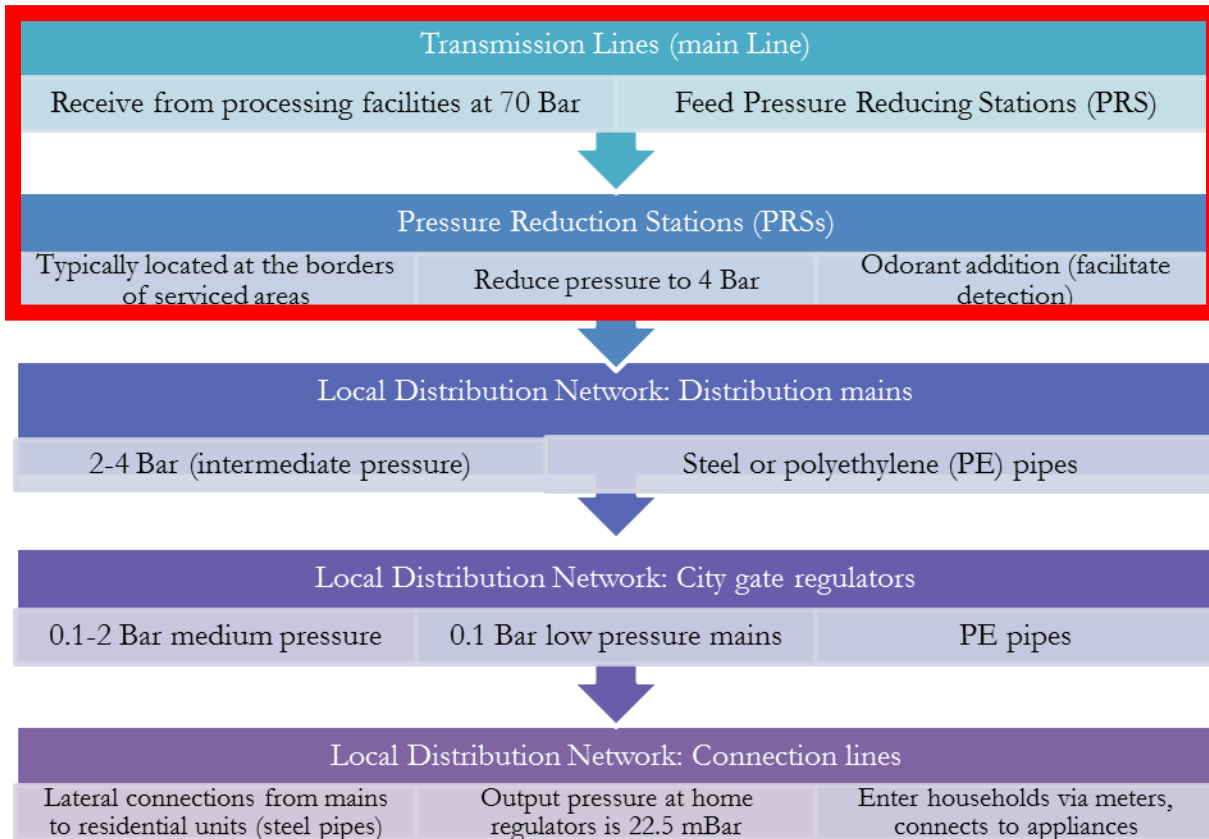 Transmission Lines (main Line)
Receive from processing facilities at 70 Bar
Feed Pressure Reducing Stations (PRS)
Pressure Reduction Stations (PRSs)
Typically located at the borders
of serviced areas
Reduce pressure to 4 Bar
Odorant addition (facilitate
detection)
Local Distribution Network: Distribution mains
2-4 Bar (intermediate pressure)
Steel or polyethylene (PE) pipes
Local Distribution Network: City gate regulators
0.1-2 Bar medium pressure
0.1 Bar low pressure mains
PE pipes
Local Distribution Network: Connection lines
Lateral connections from mains
to residential units (steel pipes)
Output pressure at home
regulators is 22.5 mBar
Enter households via meters,
connects to appliances